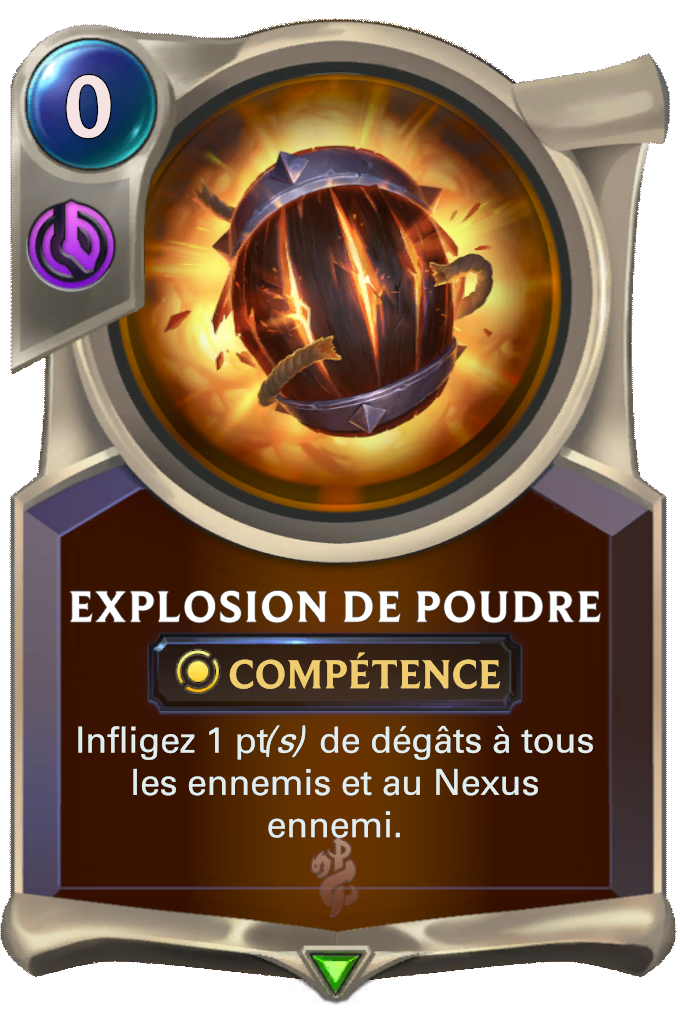 0
EXPLOSION DE POUDRE
COMPÉTENCE
Infligez 1 pt(s) de dégâts à tous
les ennemis et au Nexus
ennemi.